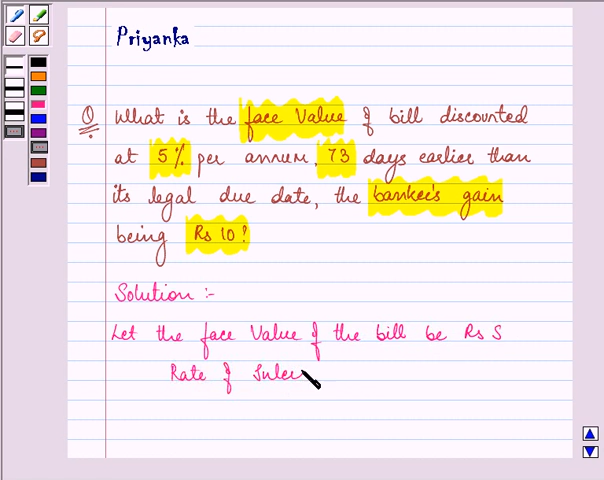 Priyanka
Q What is the face Value of bill discounted
at 5% per annum, 73 days earlier than
its legal due date, the banker's gain
being Rs 10?
Solution :-
Let the face Value of the bill be Rs S
Rate of Inter